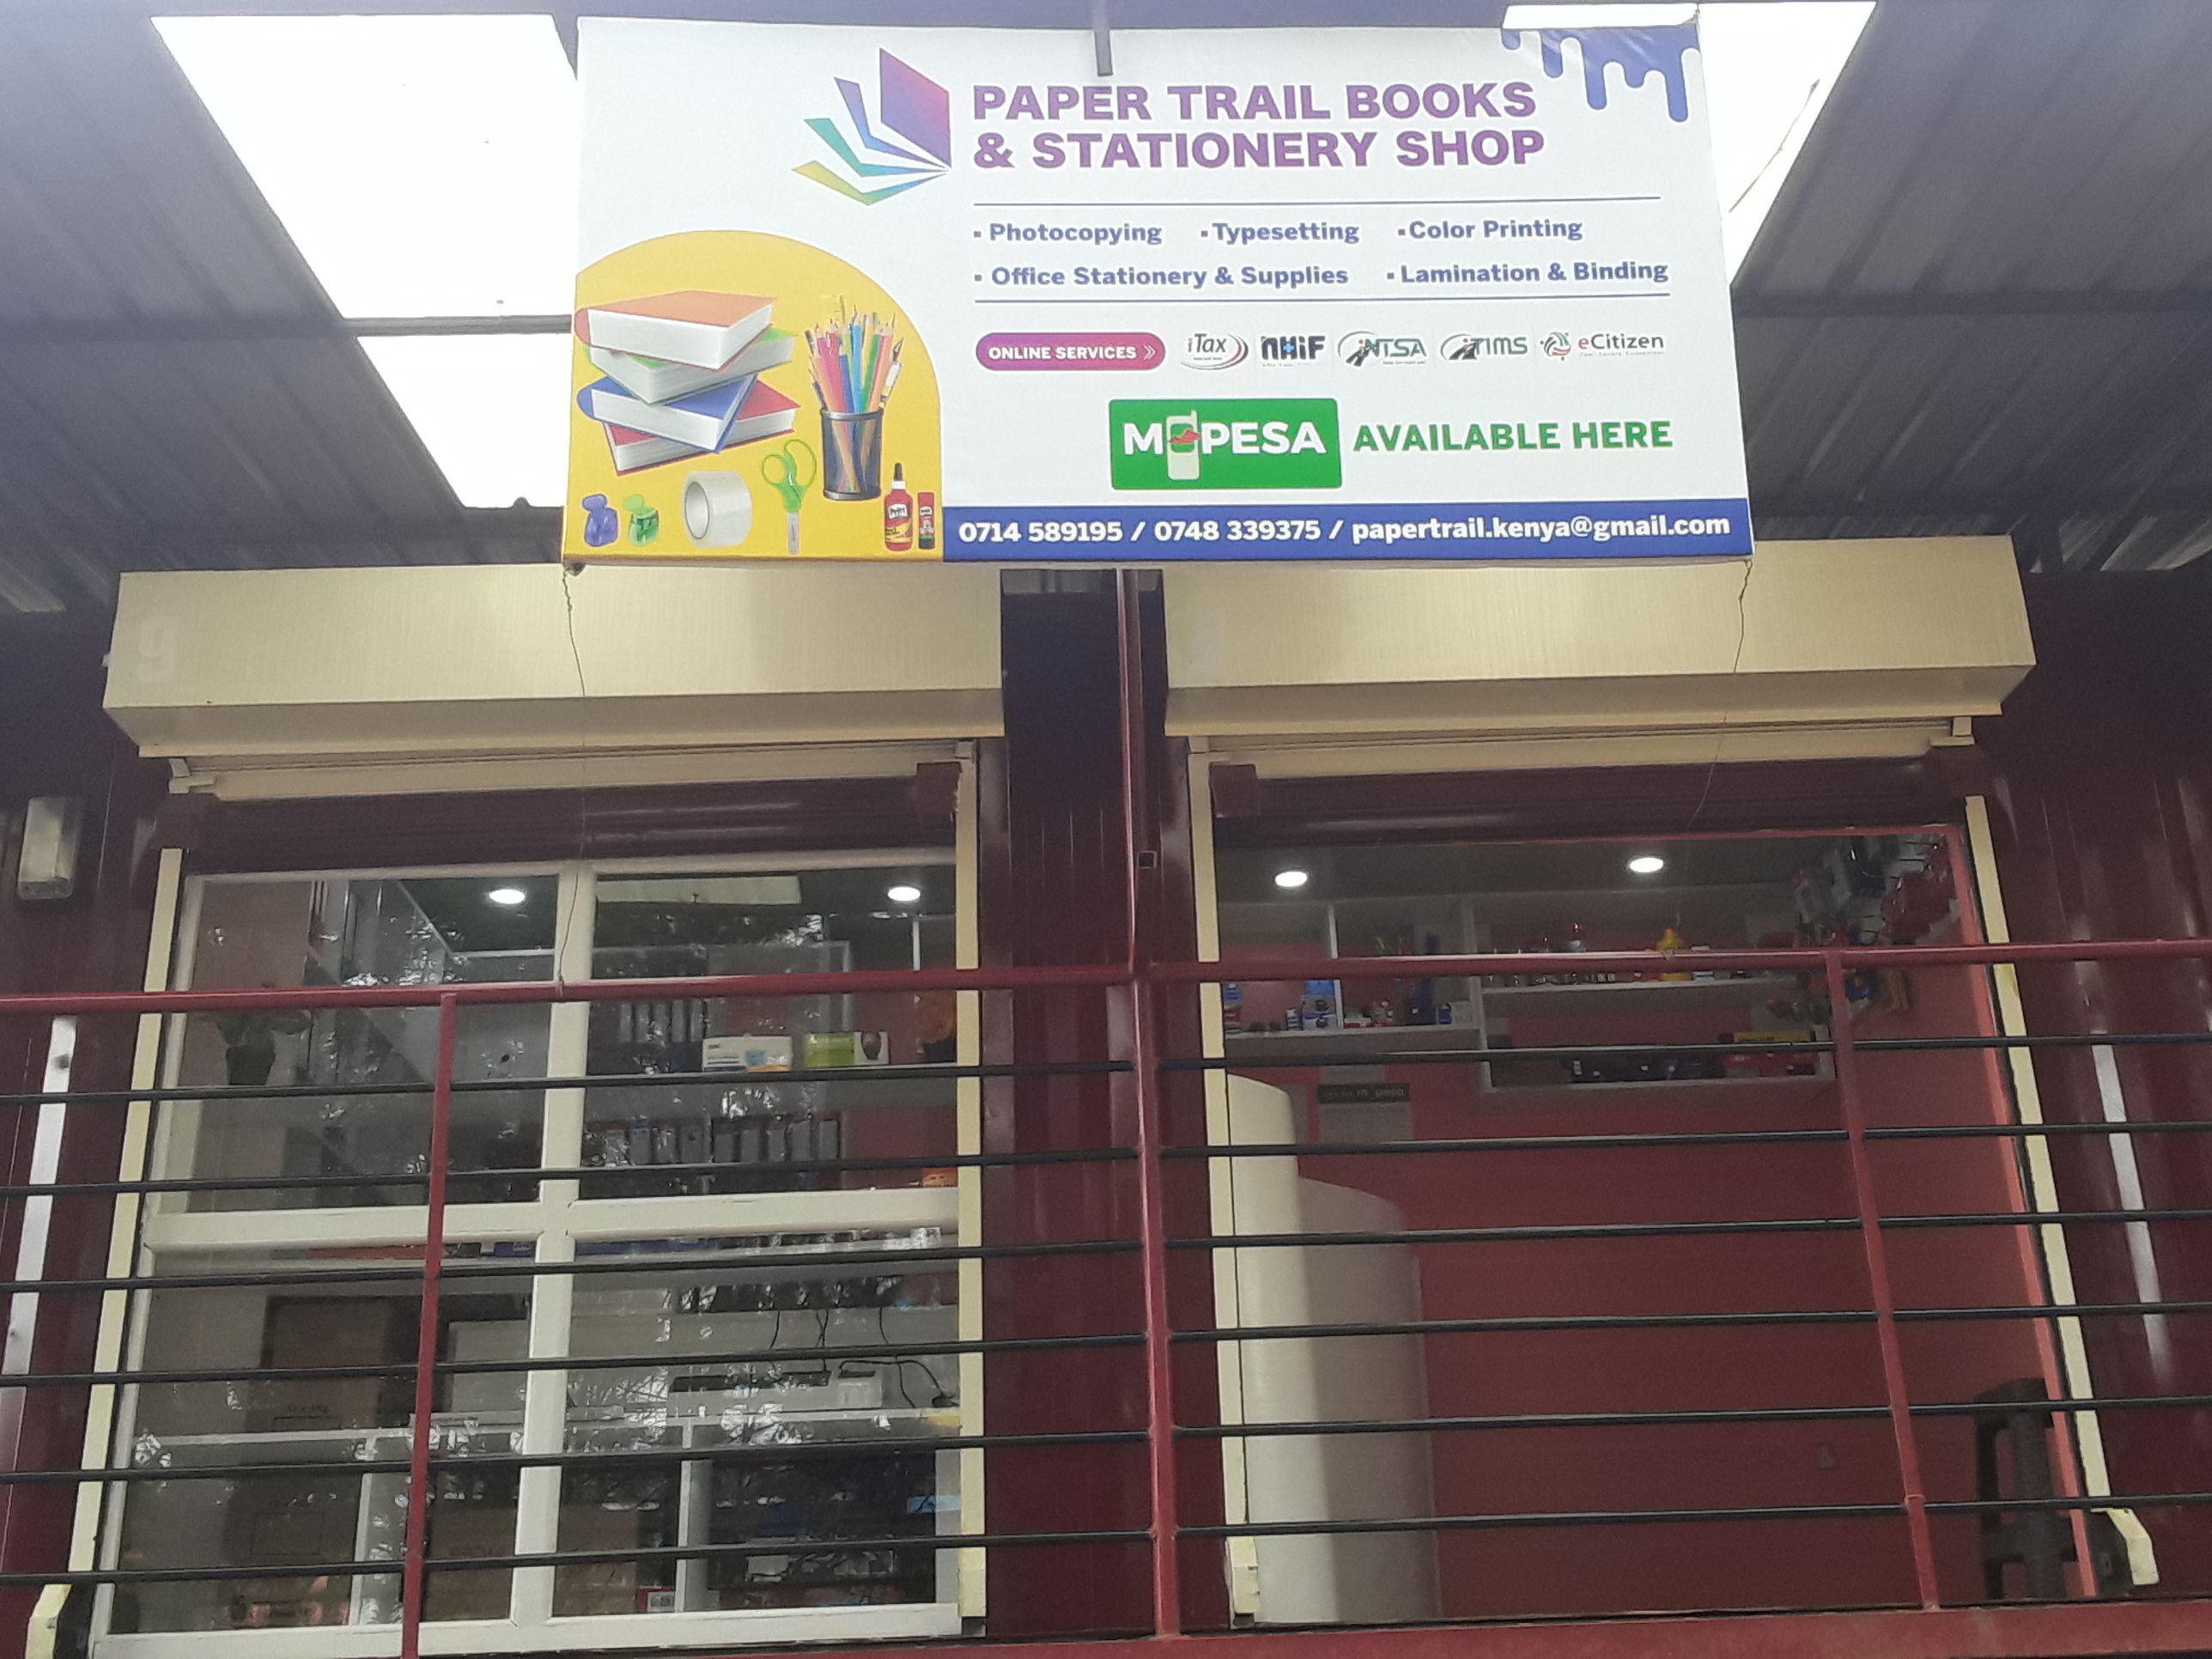 PAPER TRAIL BOOKS
& STATIONERY SHOP
▪ Photocopying ▪ Typesetting ▪ Color Printing
▪ Office Stationery & Supplies ▪ Lamination & Binding
ONLINE SERVICES » iTax NHIF NTSA TIMS eCitizen
M-PESA AVAILABLE HERE
0714 589195 / 0748 339375 / papertrail.kenya@gmail.com
9